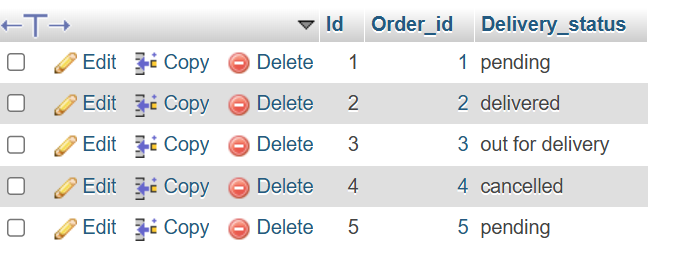 Id Order_id Delivery_status
Edit Copy Delete 1 1 pending
Edit Copy Delete 2 2 delivered
Edit Copy Delete 3 3 out for delivery
Edit Copy Delete 4 4 cancelled
Edit Copy Delete 5 5 pending